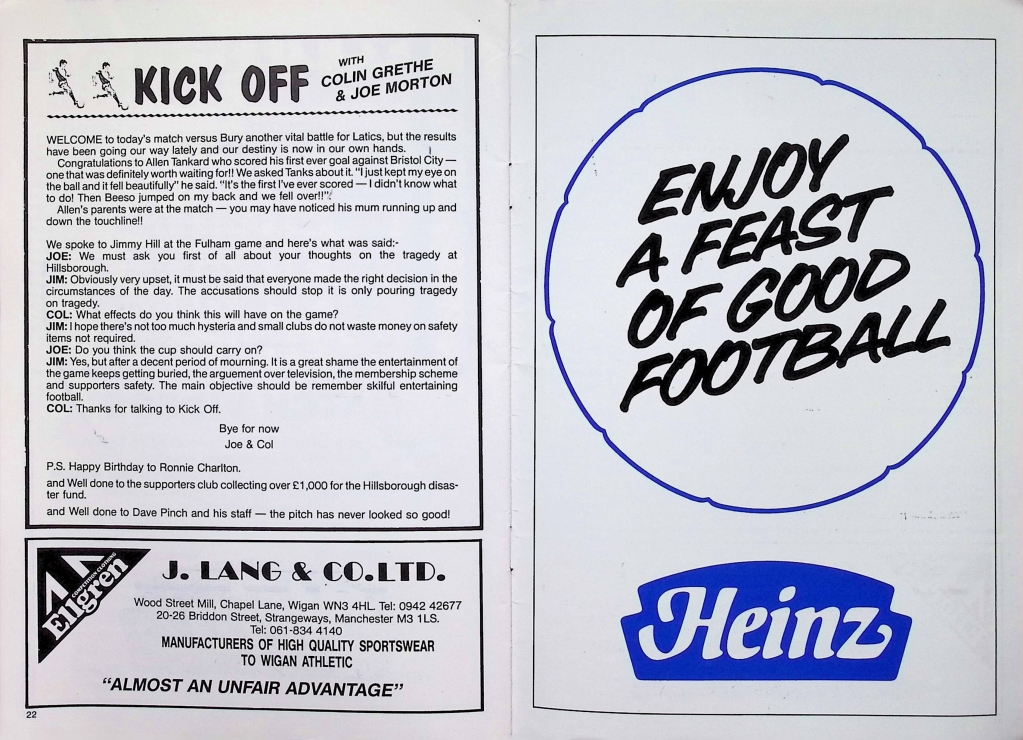 KICK OFF
WITH
COLIN GRETHE
& JOE MORTON
WELCOME to today's match versus Bury another vital battle for Latics, but the results
have been going our way lately and our destiny is now in our own hands.
Congratulations to Allen Tankard who scored his first ever goal against Bristol City —
one that was definitely worth waiting for!! We asked Tanks about it. "I just kept my eye on
the ball and it fell beautifully" he said. "It's the first I've ever scored — I didn't know what
to do! Then Beeso jumped on my back and we fell over!!".
Allen's parents were at the match — you may have noticed his mum running up and
down the touchline!!
We spoke to Jimmy Hill at the Fulham game and here's what was said:-
JOE: We must ask you first of all about your thoughts on the tragedy at
Hillsborough.
JIM: Obviously very upset, it must be said that everyone made the right decision in the
circumstances of the day. The accusations should stop it is only pouring tragedy
on tragedy.
COL: What effects do you think this will have on the game?
JIM: I hope there's not too much hysteria and small clubs do not waste money on safety
items not required.
JOE: Do you think the cup should carry on?
JIM: Yes, but after a decent period of mourning. It is a great shame the entertainment of
the game keeps getting buried, the arguement over television, the membership scheme
and supporters safety. The main objective should be remember skilful entertaining
football.
COL: Thanks for talking to Kick Off.
Bye for now
Joe & Col
P.S. Happy Birthday to Ronnie Charlton.
and Well done to the supporters club collecting over £1,000 for the Hillsborough disas-
ter fund.
and Well done to Dave Pinch and his staff — the pitch has never looked so good!
COMPETITION CLOTHING
Ellgren
J. LANG & CO.LTD.
Wood Street Mill, Chapel Lane, Wigan WN3 4HL. Tel: 0942 42677
20-26 Briddon Street, Strangeways, Manchester M3 1LS.
Tel: 061-834 4140
MANUFACTURERS OF HIGH QUALITY SPORTSWEAR
TO WIGAN ATHLETIC
"ALMOST AN UNFAIR ADVANTAGE"
22
ENJOY
A FEAST
OF GOOD
FOOTBALL
Heinz